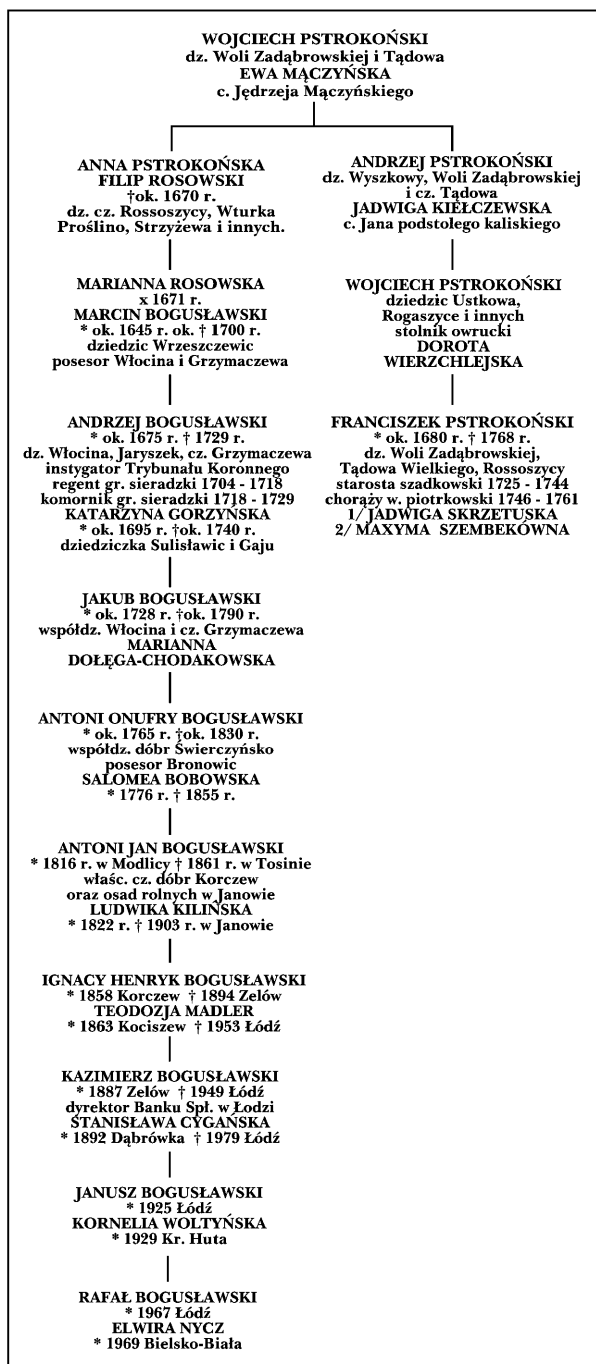 WOJCIECH PSTROKOŃSKI
dz. Woli Zadąbrowskiej i Tądowa
EWA MĄCZYŃSKA
c. Jędrzeja Mączyńskiego
ANNA PSTROKOŃSKA
FILIP ROSOWSKI
†ok. 1670 r.
dz. cz. Rossoszycy, Wturka
Proślino, Strzyżewa i innych.
MARIANNA ROSOWSKA
x 1671 r.
MARCIN BOGUSŁAWSKI
* ok. 1645 r. ok. † 1700 r.
dziedzic Wrzeszczewic
posesor Włocina i Grzymaczewa
ANDRZEJ BOGUSŁAWSKI
* ok. 1675 r. † 1729 r.
dz. Włocina, Jaryszek, cz. Grzymaczewa
instygator Trybunału Koronnego
regent gr. sieradzki 1704 - 1718
komornik gr. sieradzki 1718 - 1729
KATARZYNA GORZYŃSKA
* ok. 1695 r. †ok. 1740 r.
dziedziczka Sulisławic i Gaju
JAKUB BOGUSŁAWSKI
* ok. 1728 r. †ok. 1790 r.
współdz. Włocina i cz. Grzymaczewa
MARIANNA
DOŁĘGA-CHODAKOWSKA
ANTONI ONUFRY BOGUSŁAWSKI
* ok. 1765 r. †ok. 1830 r.
współdz. dóbr Świerczyńsko
posesor Bronowic
SALOMEA BOBOWSKA
* 1776 r. † 1855 r.
ANTONI JAN BOGUSŁAWSKI
* 1816 r. w Modlicy † 1861 r. w Tosinie
właśc. cz. dóbr Korczew
oraz osad rolnych w Janowie
LUDWIKA KILIŃSKA
* 1822 r. † 1903 r. w Janowie
IGNACY HENRYK BOGUSŁAWSKI
* 1858 Korczew † 1894 Zelów
TEODOZJA MADLER
* 1863 Kociszew † 1953 Łódź
KAZIMIERZ BOGUSŁAWSKI
* 1887 Zelów † 1949 Łódź
dyrektor Banku Spł. w Łodzi
STANISŁAWA CYGAŃSKA
* 1892 Dąbrówka † 1979 Łódź
JANUSZ BOGUSŁAWSKI
* 1925 Łódź
KORNELIA WOLTYŃSKA
* 1929 Kr. Huta
RAFAŁ BOGUSŁAWSKI
* 1967 Łódź
ELWIRA NYCZ
* 1969 Bielsko-Biała
ANDRZEJ PSTROKOŃSKI
dz. Wyszkowy, Woli Zadąbrowskiej
i cz. Tądowa
JADWIGA KIEŁCZEWSKA
c. Jana podstolego kaliskiego
WOJCIECH PSTROKOŃSKI
dziedzic Ustkowa,
Rogaszyce i innych
stolnik owrucki
DOROTA
WIERZCHLEJSKA
FRANCISZEK PSTROKOŃSKI
* ok. 1680 r. † 1768 r.
dz. Woli Zadąbrowskiej,
Tądowa Wielkiego, Rossoszycy
starosta szadkowski 1725 - 1744
chorąży w. piotrkowski 1746 - 1761
1/ JADWIGA SKRZETUSKA
2/ MAXYMA SZEMBEKÓWNA